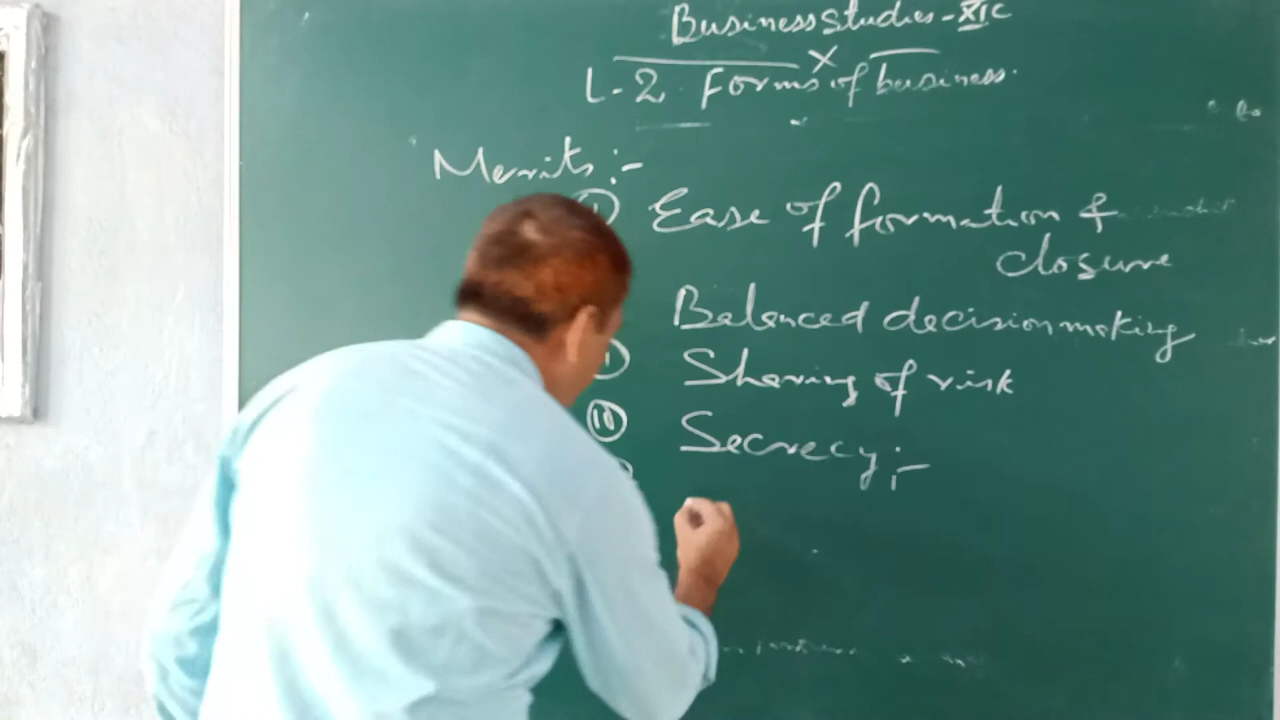 Business Studies - XI C
X
L-2. Forms of business.
Merits :-
① Ease of formation &
closure
Balanced decision making
Sharing of risk
Secrecy :-